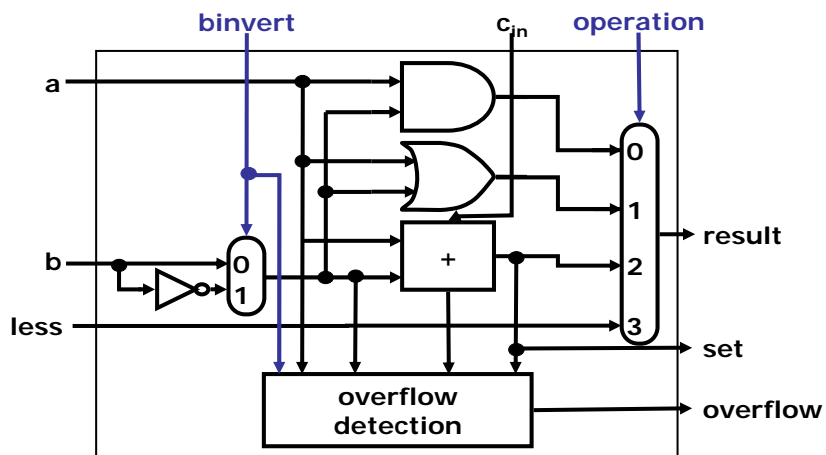 binvert
c_in
operation
a
0
1
result
+
b
0
2
1
less
3
set
overflow
detection
overflow